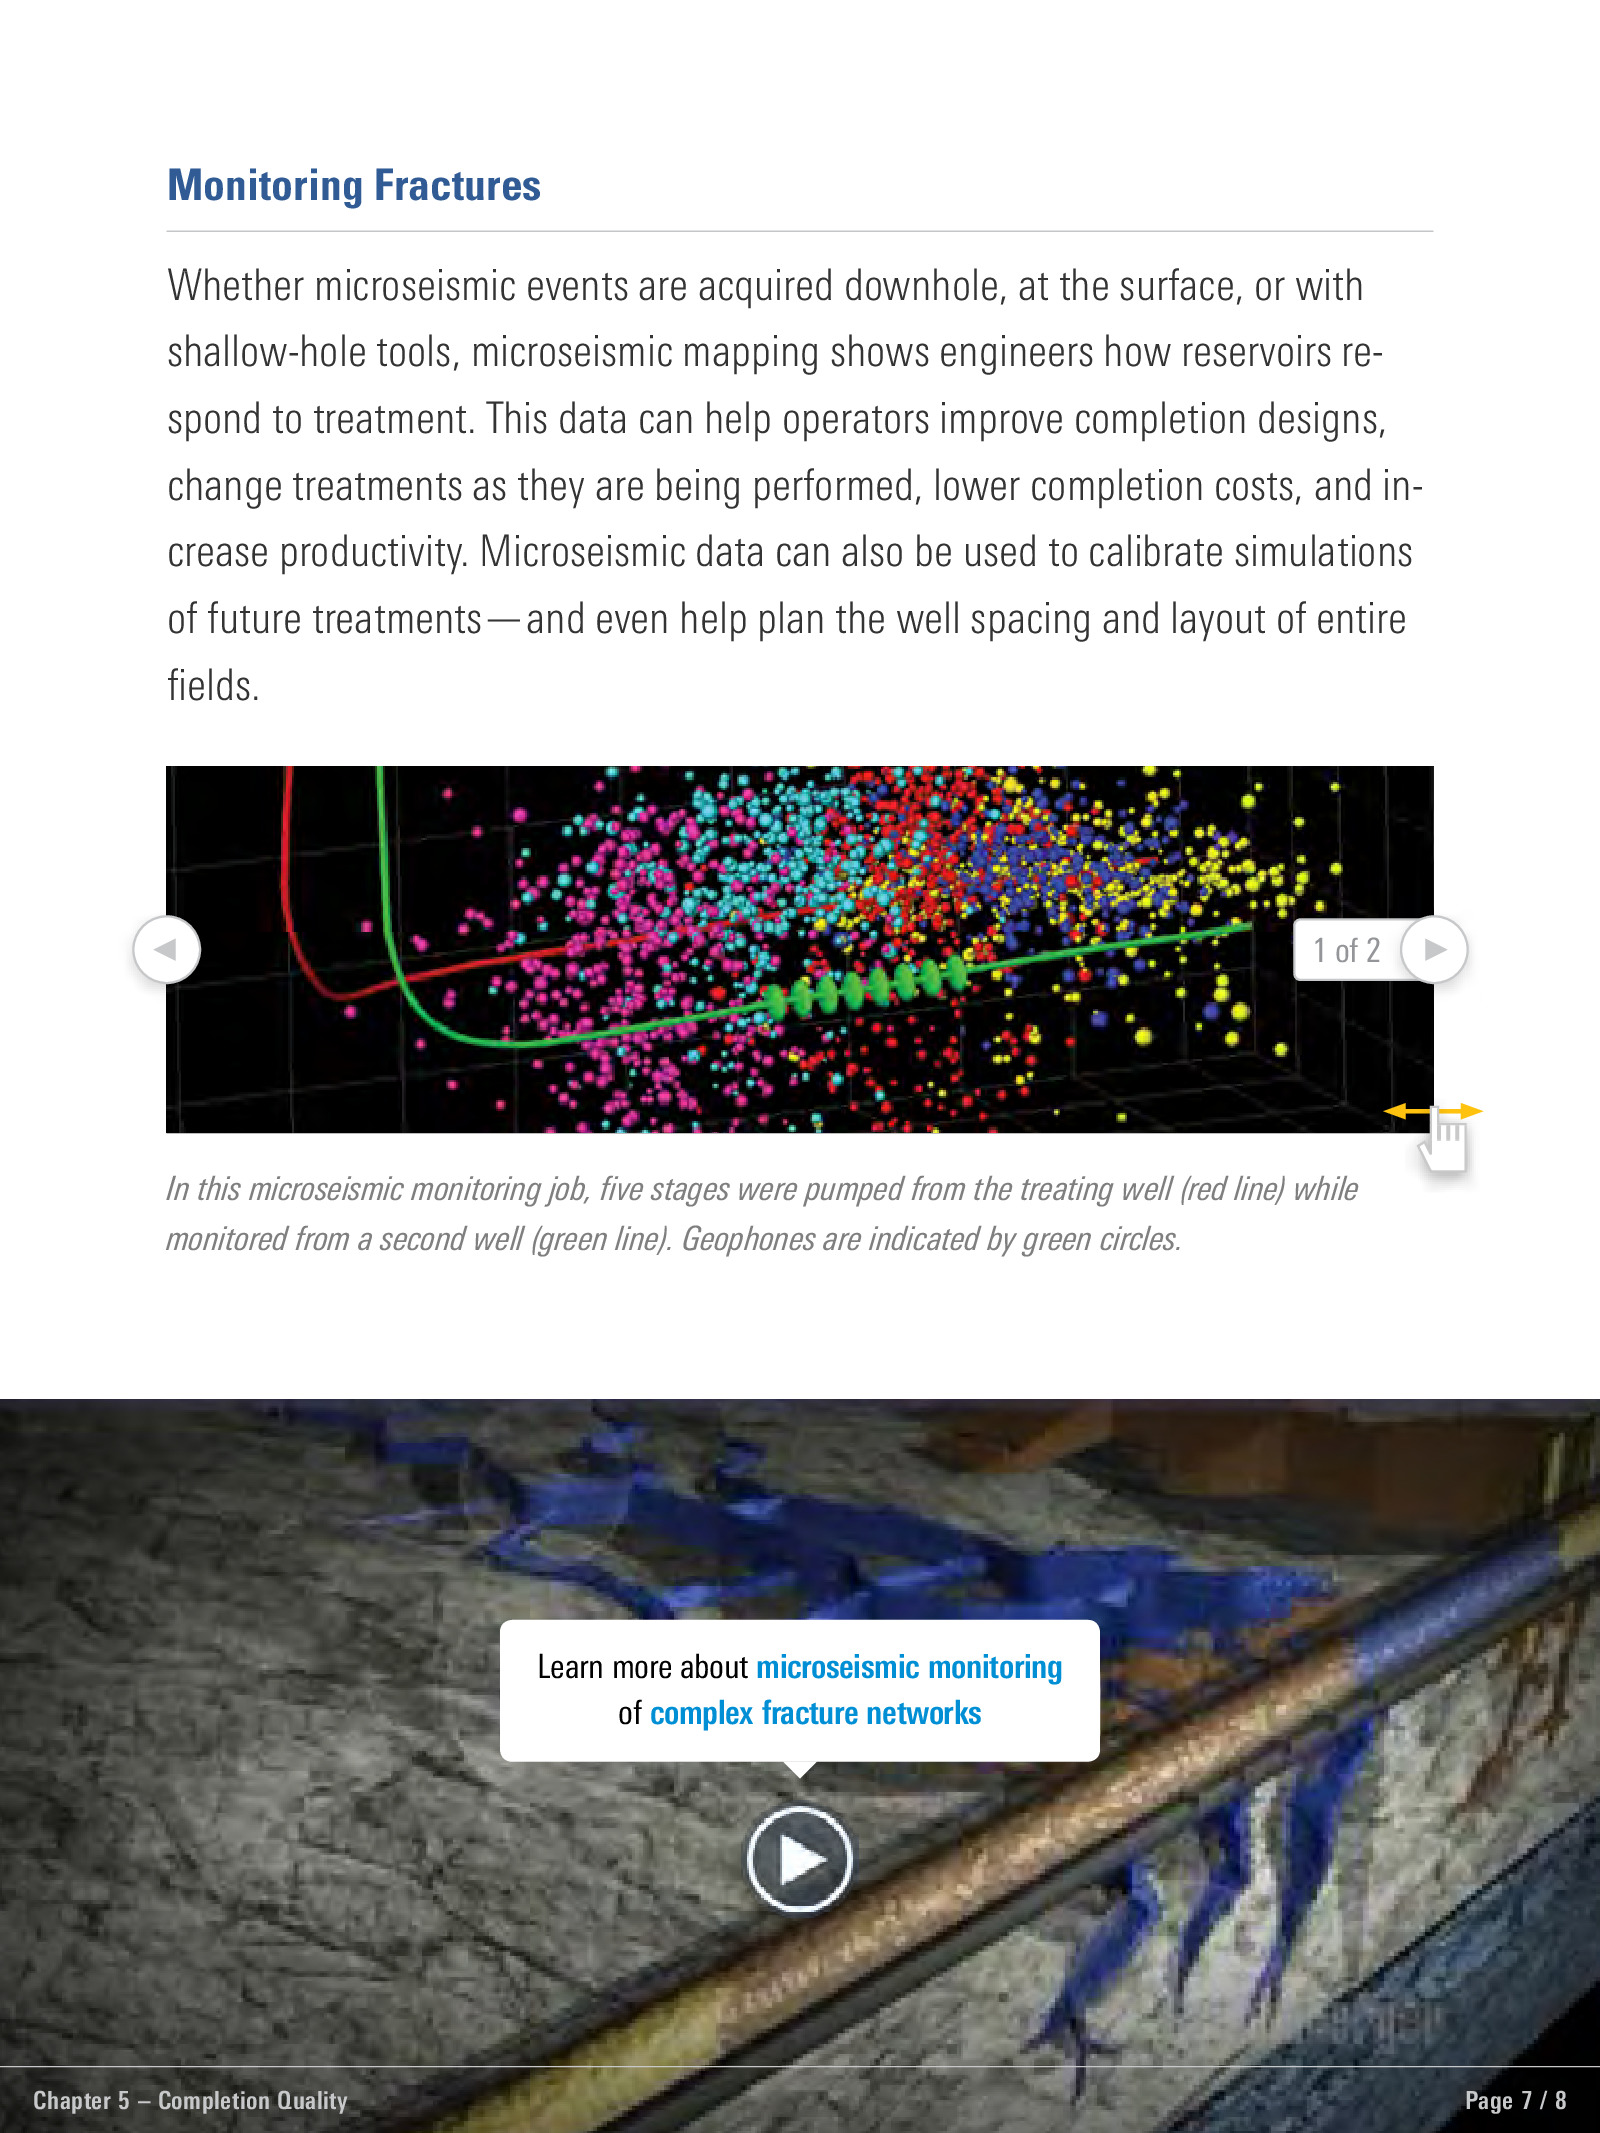 Monitoring Fractures
Whether microseismic events are acquired downhole, at the surface, or with
shallow-hole tools, microseismic mapping shows engineers how reservoirs re-
spond to treatment. This data can help operators improve completion designs,
change treatments as they are being performed, lower completion costs, and in-
crease productivity. Microseismic data can also be used to calibrate simulations
of future treatments—and even help plan the well spacing and layout of entire
fields.
1 of 2
In this microseismic monitoring job, five stages were pumped from the treating well (red line) while
monitored from a second well (green line). Geophones are indicated by green circles.
Learn more about microseismic monitoring
of complex fracture networks
Chapter 5 – Completion Quality
Page 7 / 8